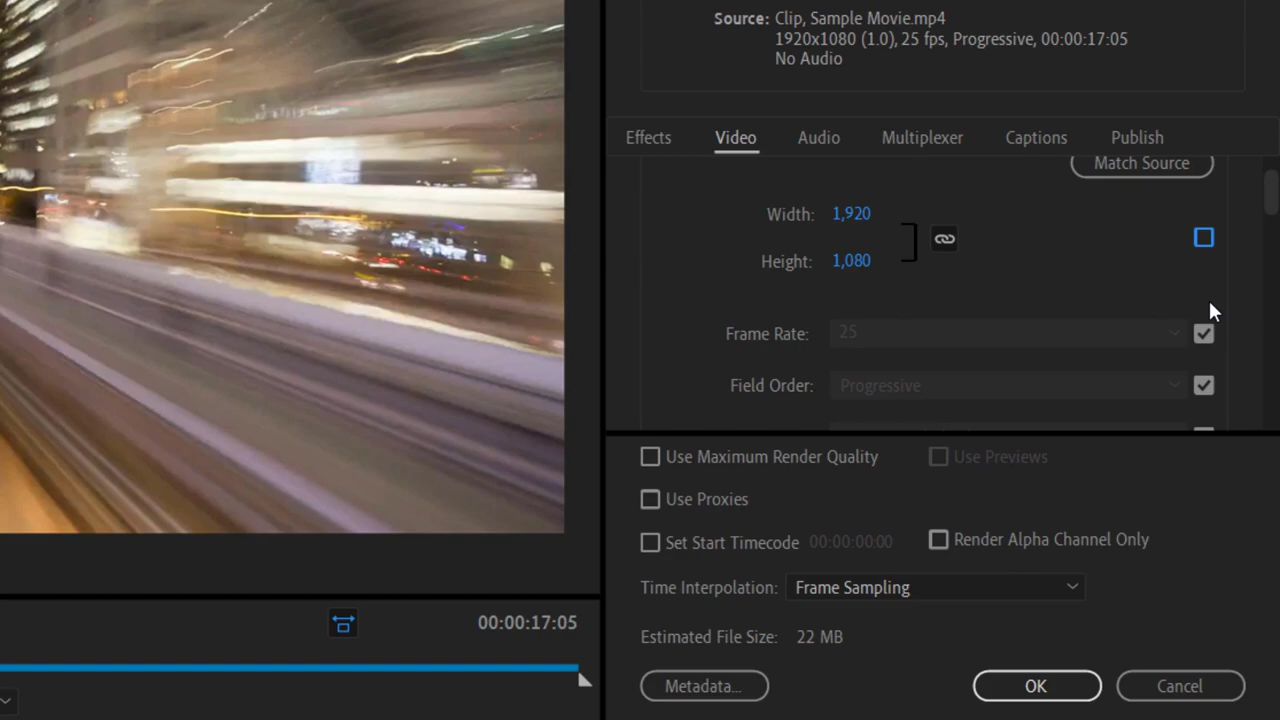 Source: Clip, Sample Movie.mp4
1920x1080 (1.0), 25 fps, Progressive, 00:00:17:05
No Audio
Effects Video Audio Multiplexer Captions Publish
Match Source
Width: 1,920
Height: 1,080
Frame Rate: 25
Field Order: Progressive
Use Maximum Render Quality Use Previews
Use Proxies
Set Start Timecode 00:00:00:00 Render Alpha Channel Only
Time Interpolation: Frame Sampling
00:00:17:05
Estimated File Size: 22 MB
Metadata... OK Cancel